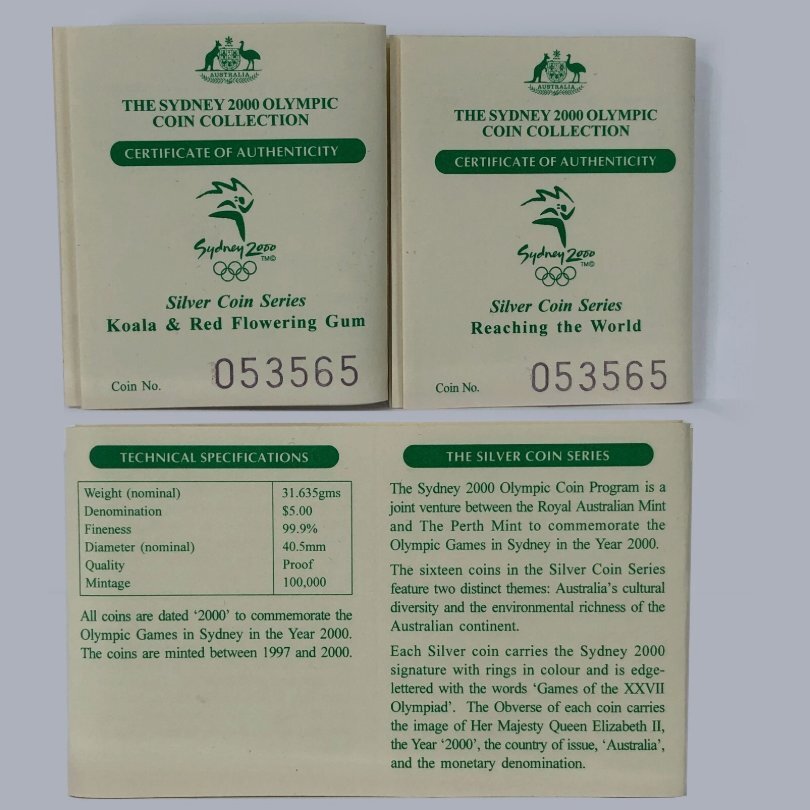 AUSTRALIA
THE SYDNEY 2000 OLYMPIC
COIN COLLECTION
CERTIFICATE OF AUTHENTICITY
Sydney 2000
TM©
Silver Coin Series
Koala & Red Flowering Gum
Coin No. 053565
AUSTRALIA
THE SYDNEY 2000 OLYMPIC
COIN COLLECTION
CERTIFICATE OF AUTHENTICITY
Sydney 2000
TM©
Silver Coin Series
Reaching the World
Coin No. 053565
TECHNICAL SPECIFICATIONS
Weight (nominal) 31.635gms
Denomination $5.00
Fineness 99.9%
Diameter (nominal) 40.5mm
Quality Proof
Mintage 100,000
All coins are dated ‘2000’ to commemorate the
Olympic Games in Sydney in the Year 2000.
The coins are minted between 1997 and 2000.
THE SILVER COIN SERIES
The Sydney 2000 Olympic Coin Program is a
joint venture between the Royal Australian Mint
and The Perth Mint to commemorate the
Olympic Games in Sydney in the Year 2000.
The sixteen coins in the Silver Coin Series
feature two distinct themes: Australia’s cultural
diversity and the environmental richness of the
Australian continent.
Each Silver coin carries the Sydney 2000
signature with rings in colour and is edge-
lettered with the words ‘Games of the XXVII
Olympiad’. The Obverse of each coin carries
the image of Her Majesty Queen Elizabeth II,
the Year ‘2000’, the country of issue, ‘Australia’,
and the monetary denomination.